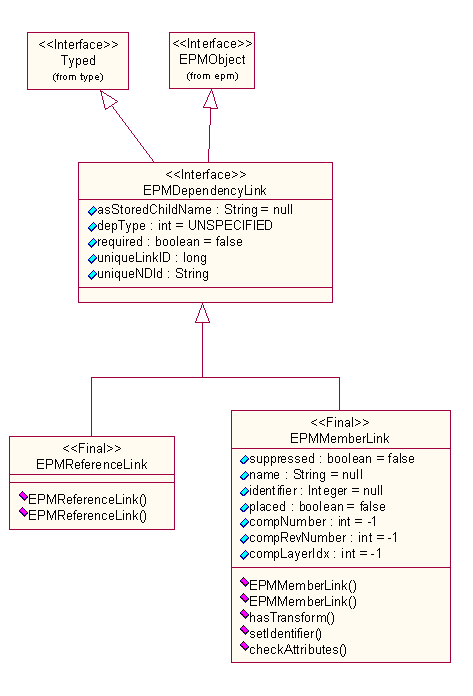 <<Interface>>
Typed
(from type)
<<Interface>>
EPMObject
(from epm)
<<Interface>>
EPMDependencyLink
asStoredChildName : String = null
depType : int = UNSPECIFIED
required : boolean = false
uniqueLinkID : long
uniqueNDId : String
<<Final>>
EPMReferenceLink
EPMReferenceLink()
EPMReferenceLink()
<<Final>>
EPMMemberLink
suppressed : boolean = false
name : String = null
identifier : Integer = null
placed : boolean = false
compNumber : int = -1
compRevNumber : int = -1
compLayerIdx : int = -1
EPMMemberLink()
EPMMemberLink()
hasTransform()
setIdentifier()
checkAttributes()